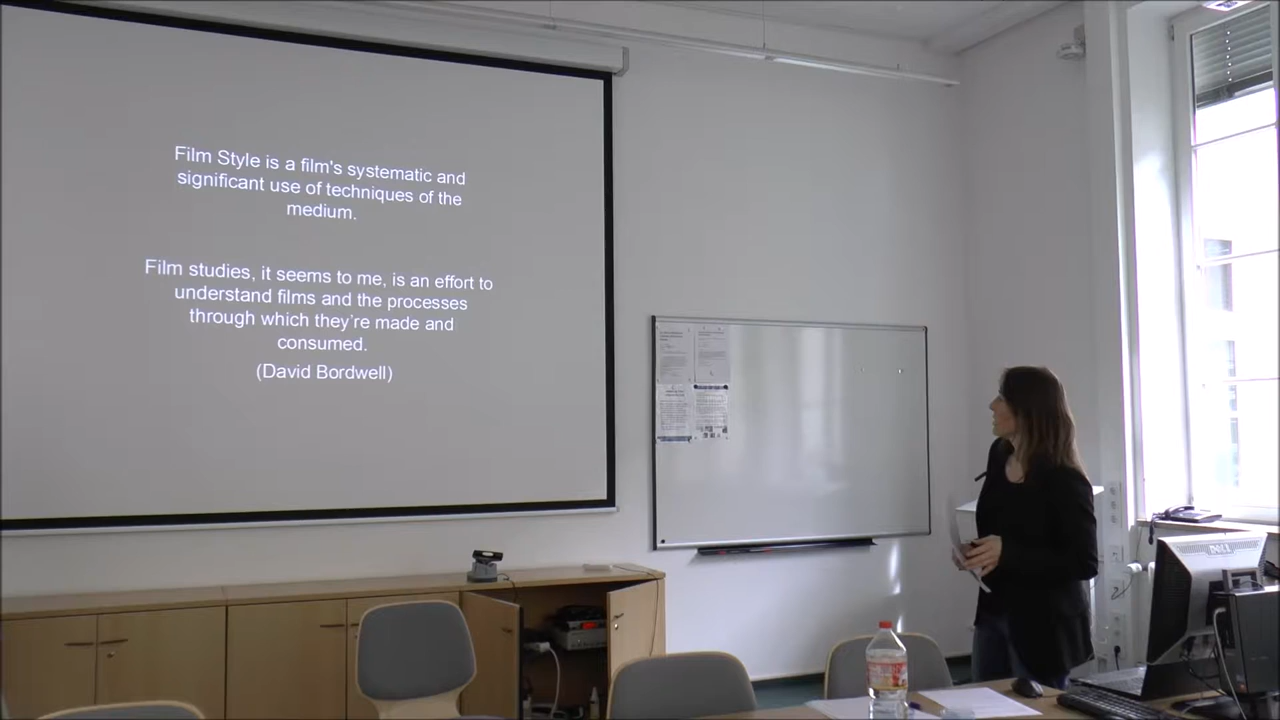 Film Style is a film's systematic and
significant use of techniques of the
medium.
Film studies, it seems to me, is an effort to
understand films and the processes
through which they're made and
consumed.
(David Bordwell)
DELL